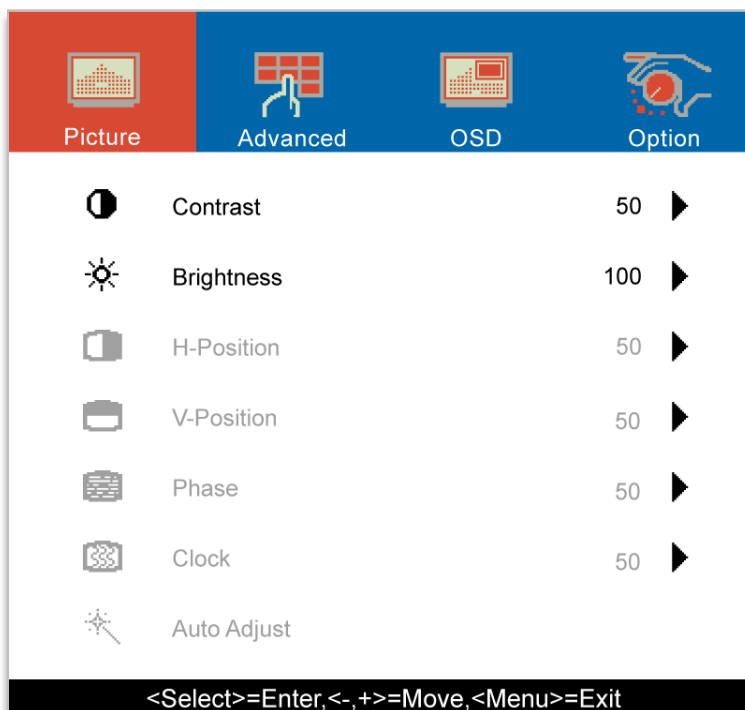 Picture Advanced OSD Option
Contrast 50
Brightness 100
H-Position 50
V-Position 50
Phase 50
Clock 50
Auto Adjust
<Select>=Enter,<-,+>=Move,<Menu>=Exit